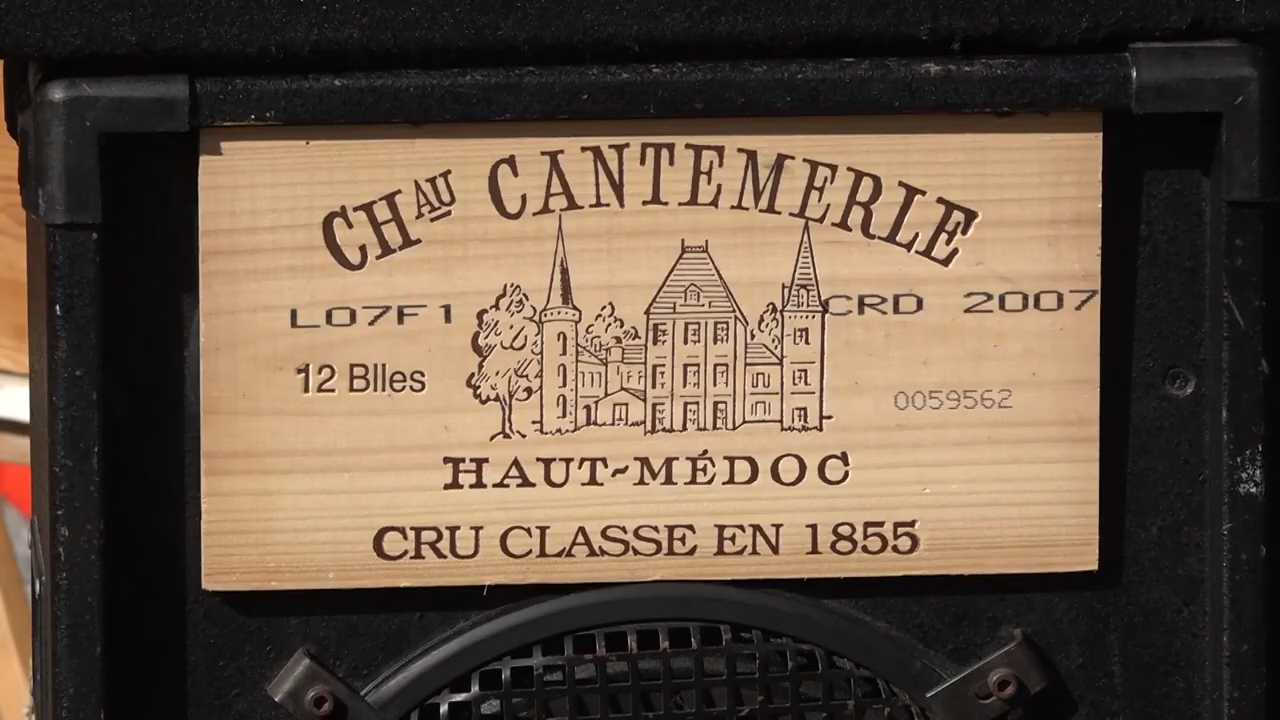 CHAU CANTEMERLE
L07F1
CRD 2007
12 Blles
0059562
HAUT-MÉDOC
CRU CLASSE EN 1855